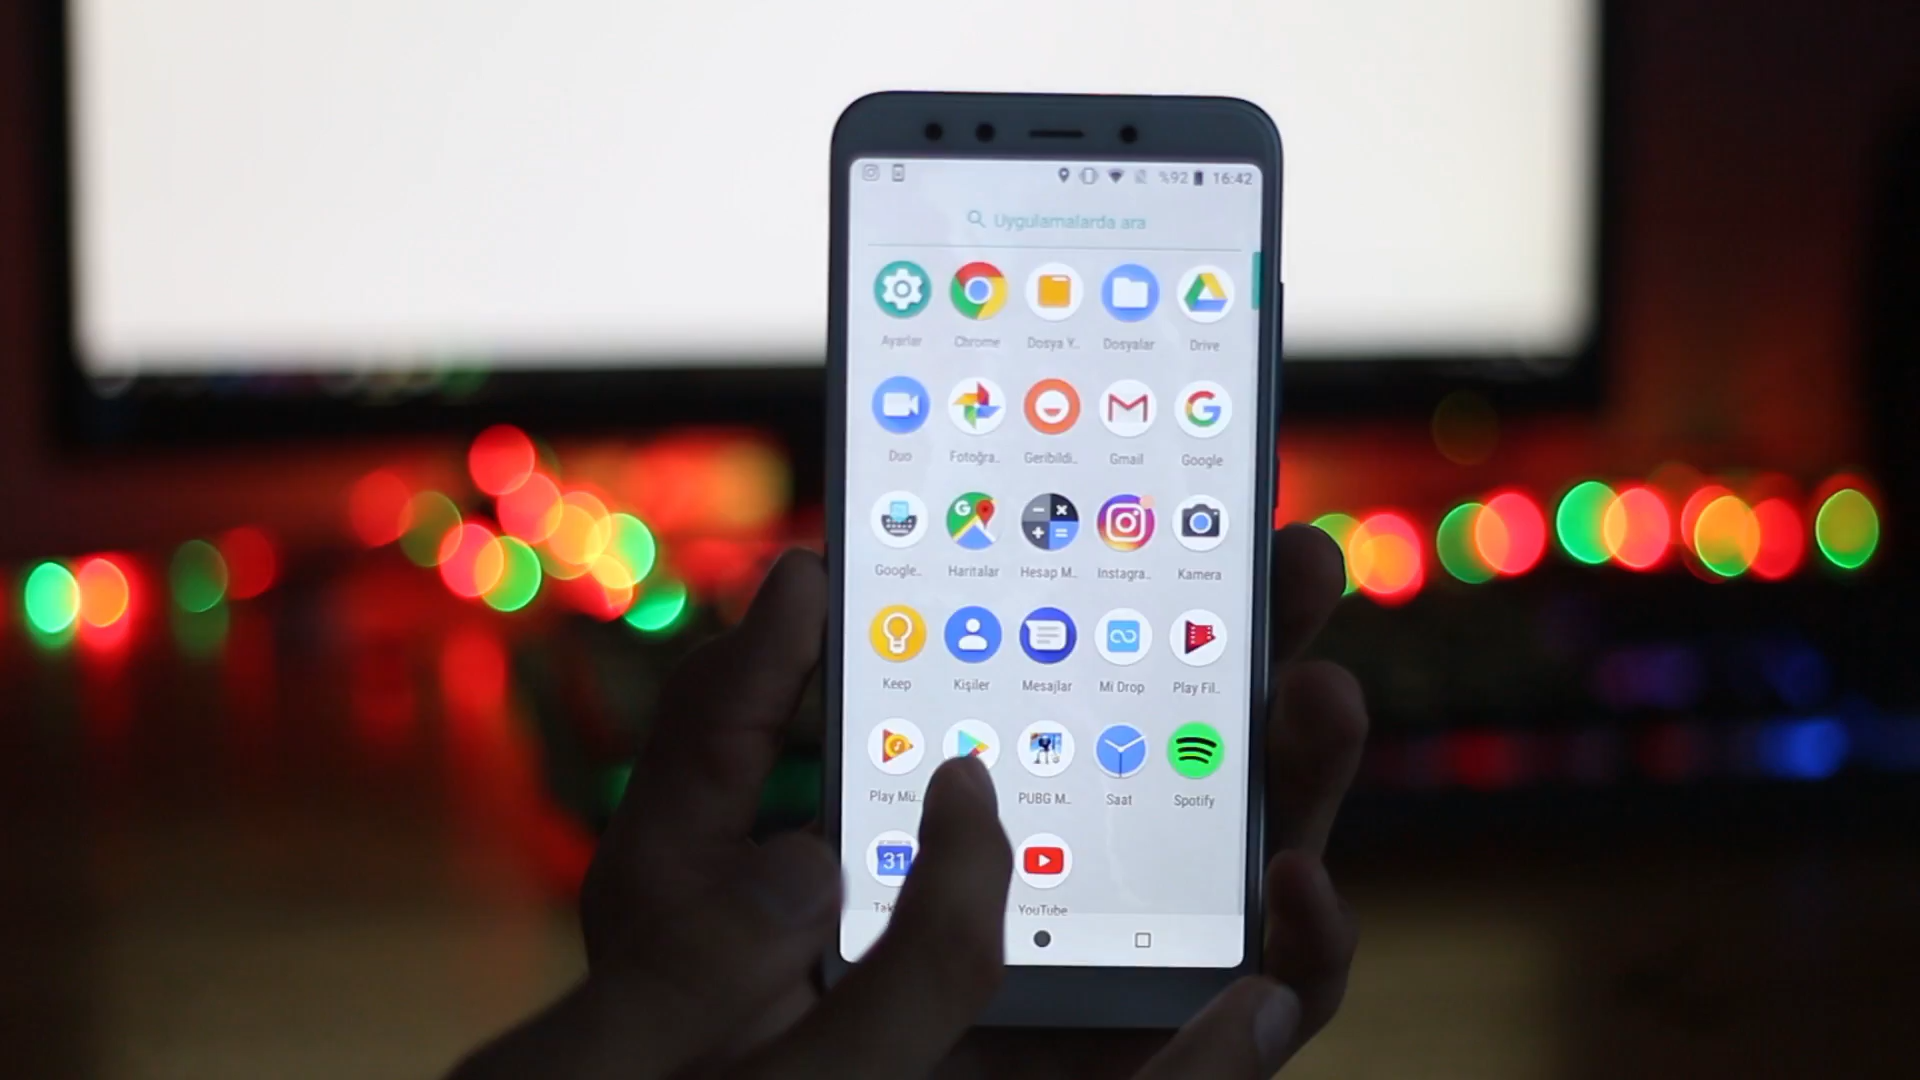 %92 16:42
Uygulamalarda ara
Ayarlar Chrome Dosya Y.. Dosyalar Drive
Duo Fotoğra.. Geribildi.. Gmail Google
Google.. Haritalar Hesap M.. Instagra.. Kamera
Keep Kişiler Mesajlar Mi Drop Play Fil..
Play Mü.. PUBG M.. Saat Spotify
31
Tak YouTube